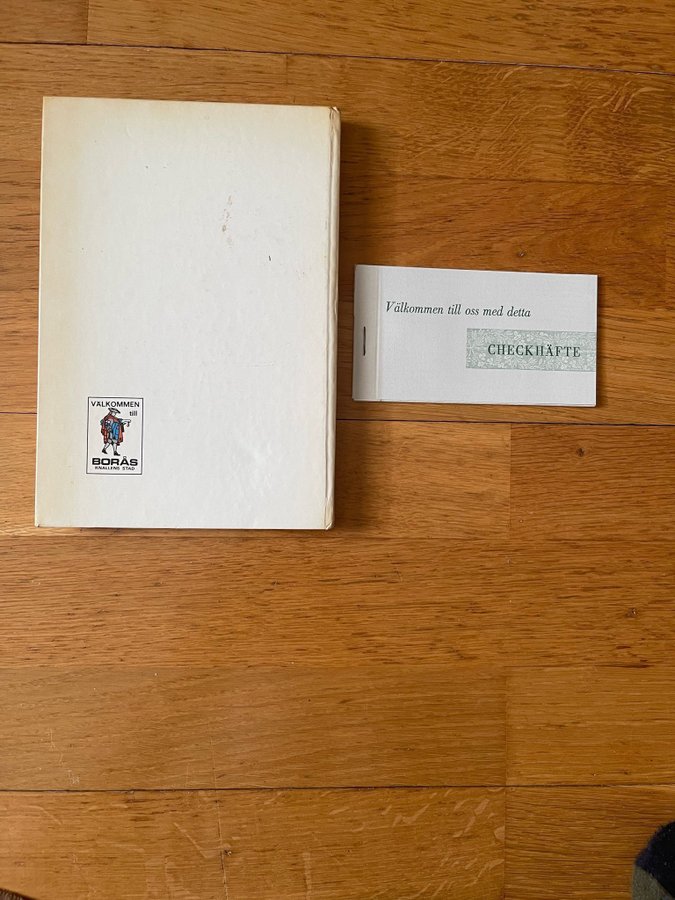 VÄLKOMMEN
till
BORÅS
KNALLENS STAD
Välkommen till oss med detta
CHECKHÄFTE